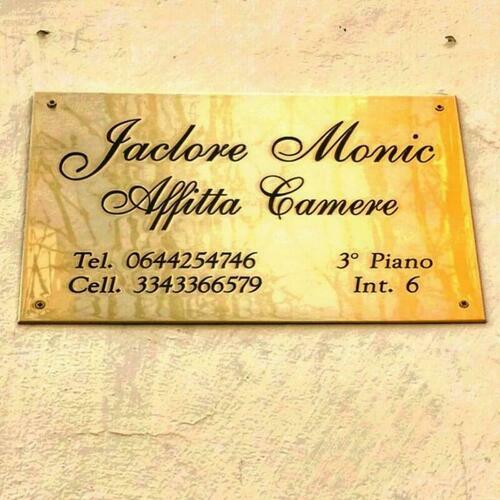 Jaclore Monic
Affitta Camere
Tel. 0644254746 3° Piano
Cell. 3343366579 Int. 6